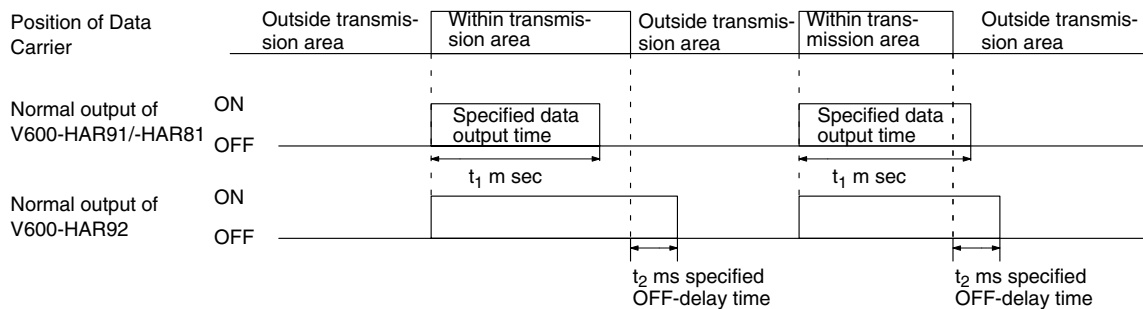 Position of Data
Carrier
Outside transmis-
sion area
Within transmis-
sion area
Outside transmis-
sion area
Within trans-
mission area
Outside transmis-
sion area
Normal output of
V600-HAR91/-HAR81
ON
OFF
Specified data
output time
t1 m sec
Specified data
output time
t1 m sec
Normal output of
V600-HAR92
ON
OFF
t2 ms specified
OFF-delay time
t2 ms specified
OFF-delay time